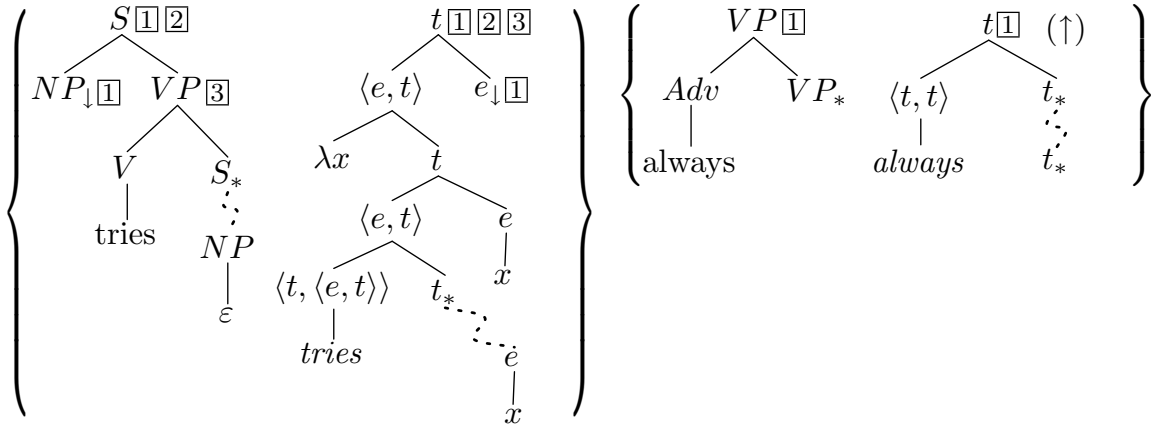 S 1 2 t 1 2 3 VP 1 t 1 (↑)
NP↓ 1 VP 3 ⟨e, t⟩ e↓ 1 Adv VP* ⟨t, t⟩ t*
V S* λx t always always t*
tries NP ⟨e, t⟩ e
ε ⟨t, ⟨e, t⟩⟩ t* x
tries e
x